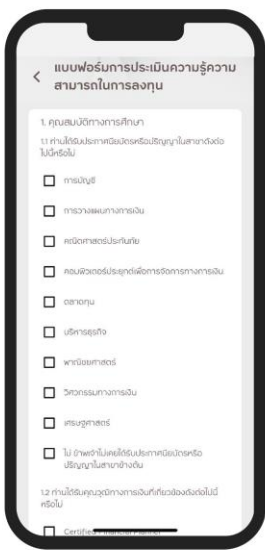 แบบฟอร์มการประเมินความรู้ความ
สามารถในการลงทุน
1. คุณสมบัติทางการศึกษา
1.1 ท่านได้รับประกาศนียบัตรหรือปริญญาในสาขาดังต่อ
ไปนี้หรือไม่
การบัญชี
การวางแผนทางการเงิน
คณิตศาสตร์ประกันภัย
คอมพิวเตอร์ประยุกต์เพื่อการจัดการทางการเงิน
ตลาดทุน
บริหารธุรกิจ
พาณิชยศาสตร์
วิศวกรรมทางการเงิน
เศรษฐศาสตร์
ไม่ ข้าพเจ้าไม่เคยได้รับประกาศนียบัตรหรือ
ปริญญาในสาขาข้างต้น
1.2 ท่านได้รับคุณวุฒิทางการเงินที่เกี่ยวข้องดังต่อไปนี้
หรือไม่
Certified Financial Planner